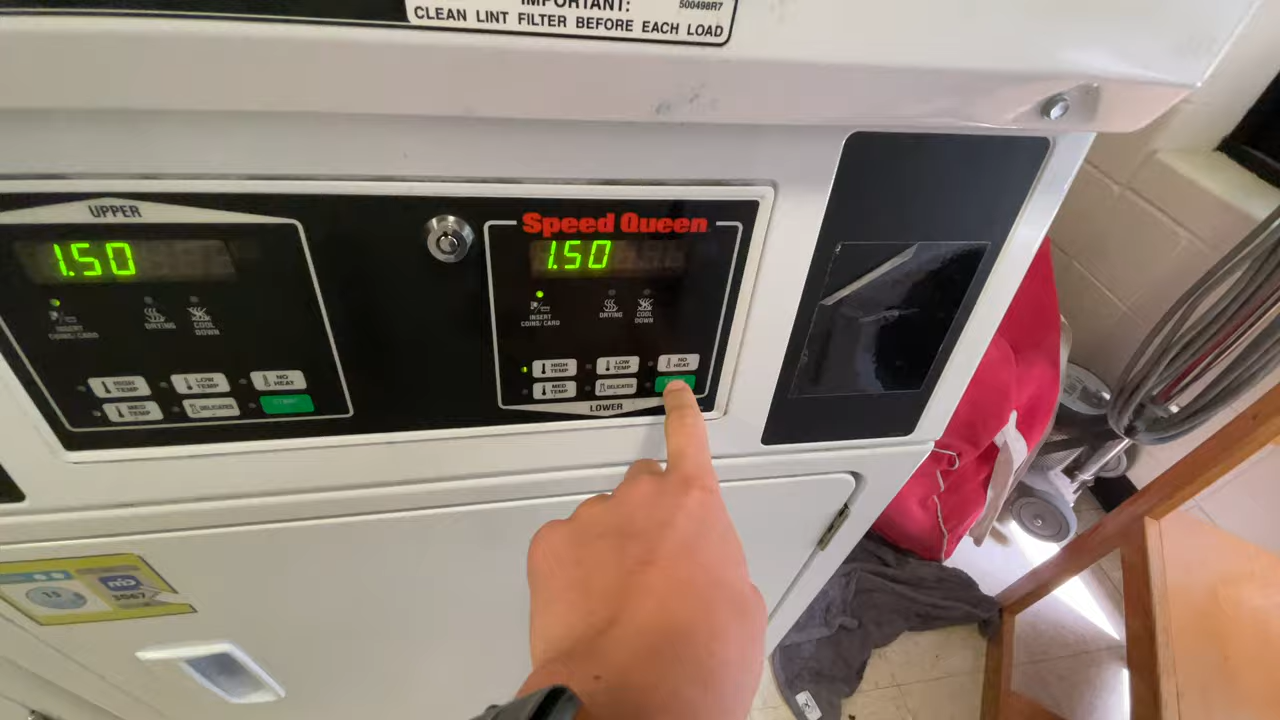 IMPORTANT:
500498R7
CLEAN LINT FILTER BEFORE EACH LOAD
UPPER
1.50
INSERT
COINS/CARD
DRYING
COOL
DOWN
HIGH
TEMP
LOW
TEMP
NO
HEAT
MED
TEMP
DELICATES
START
Speed Queen
1.50
INSERT
COINS/CARD
DRYING
COOL
DOWN
HIGH
TEMP
LOW
TEMP
NO
HEAT
MED
TEMP
DELICATES
LOWER
13
3067